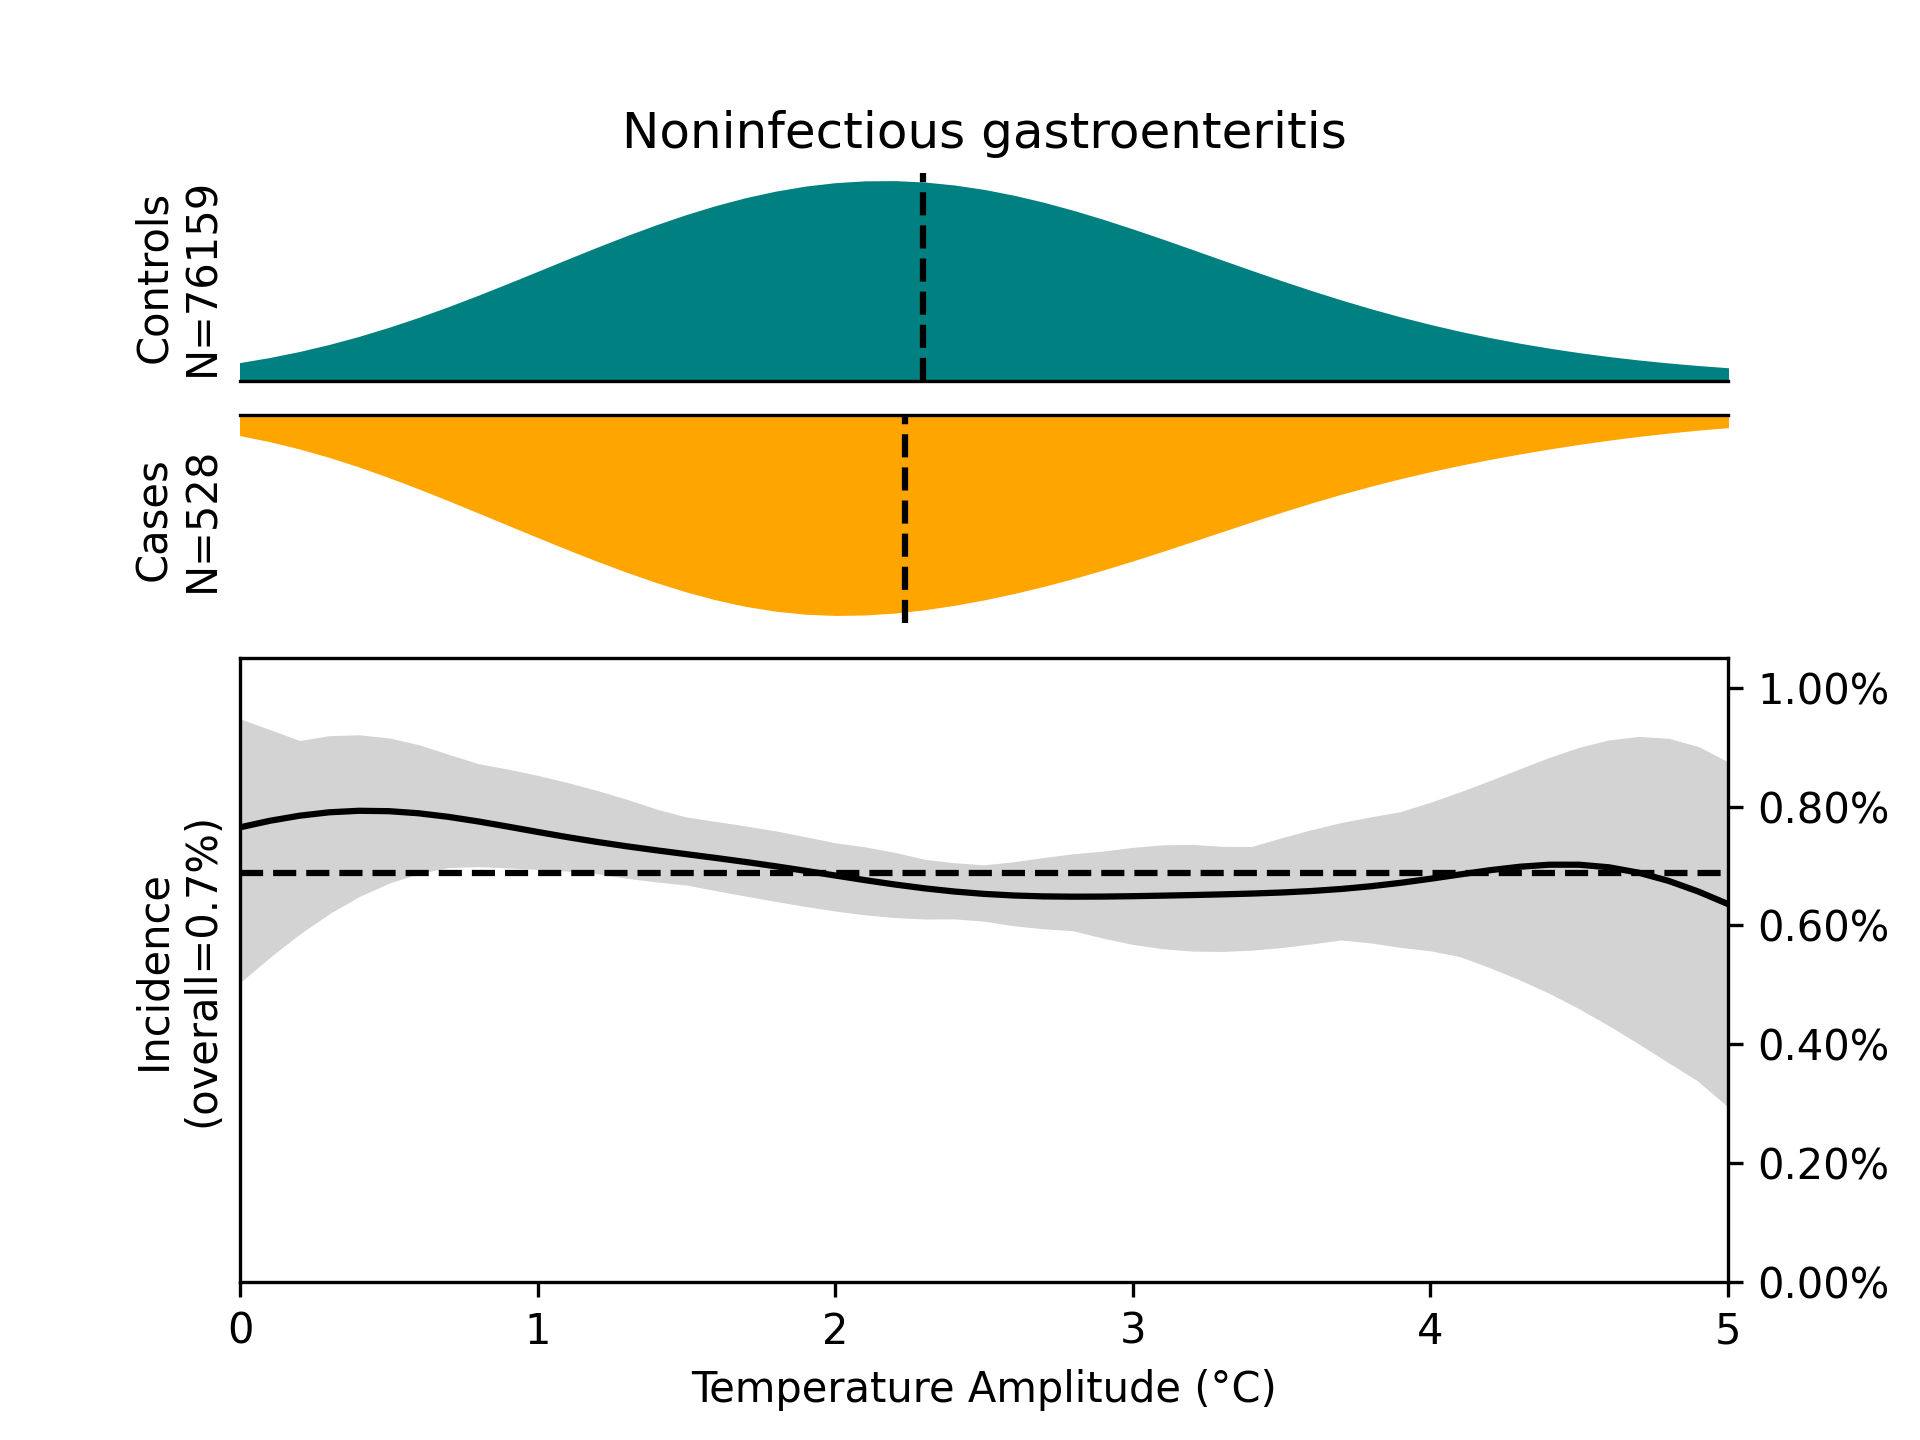 Noninfectious gastroenteritis
Controls
N=76159
Cases
N=528
Incidence
(overall=0.7%)
1.00%
0.80%
0.60%
0.40%
0.20%
0.00%
0 1 2 3 4 5
Temperature Amplitude (°C)